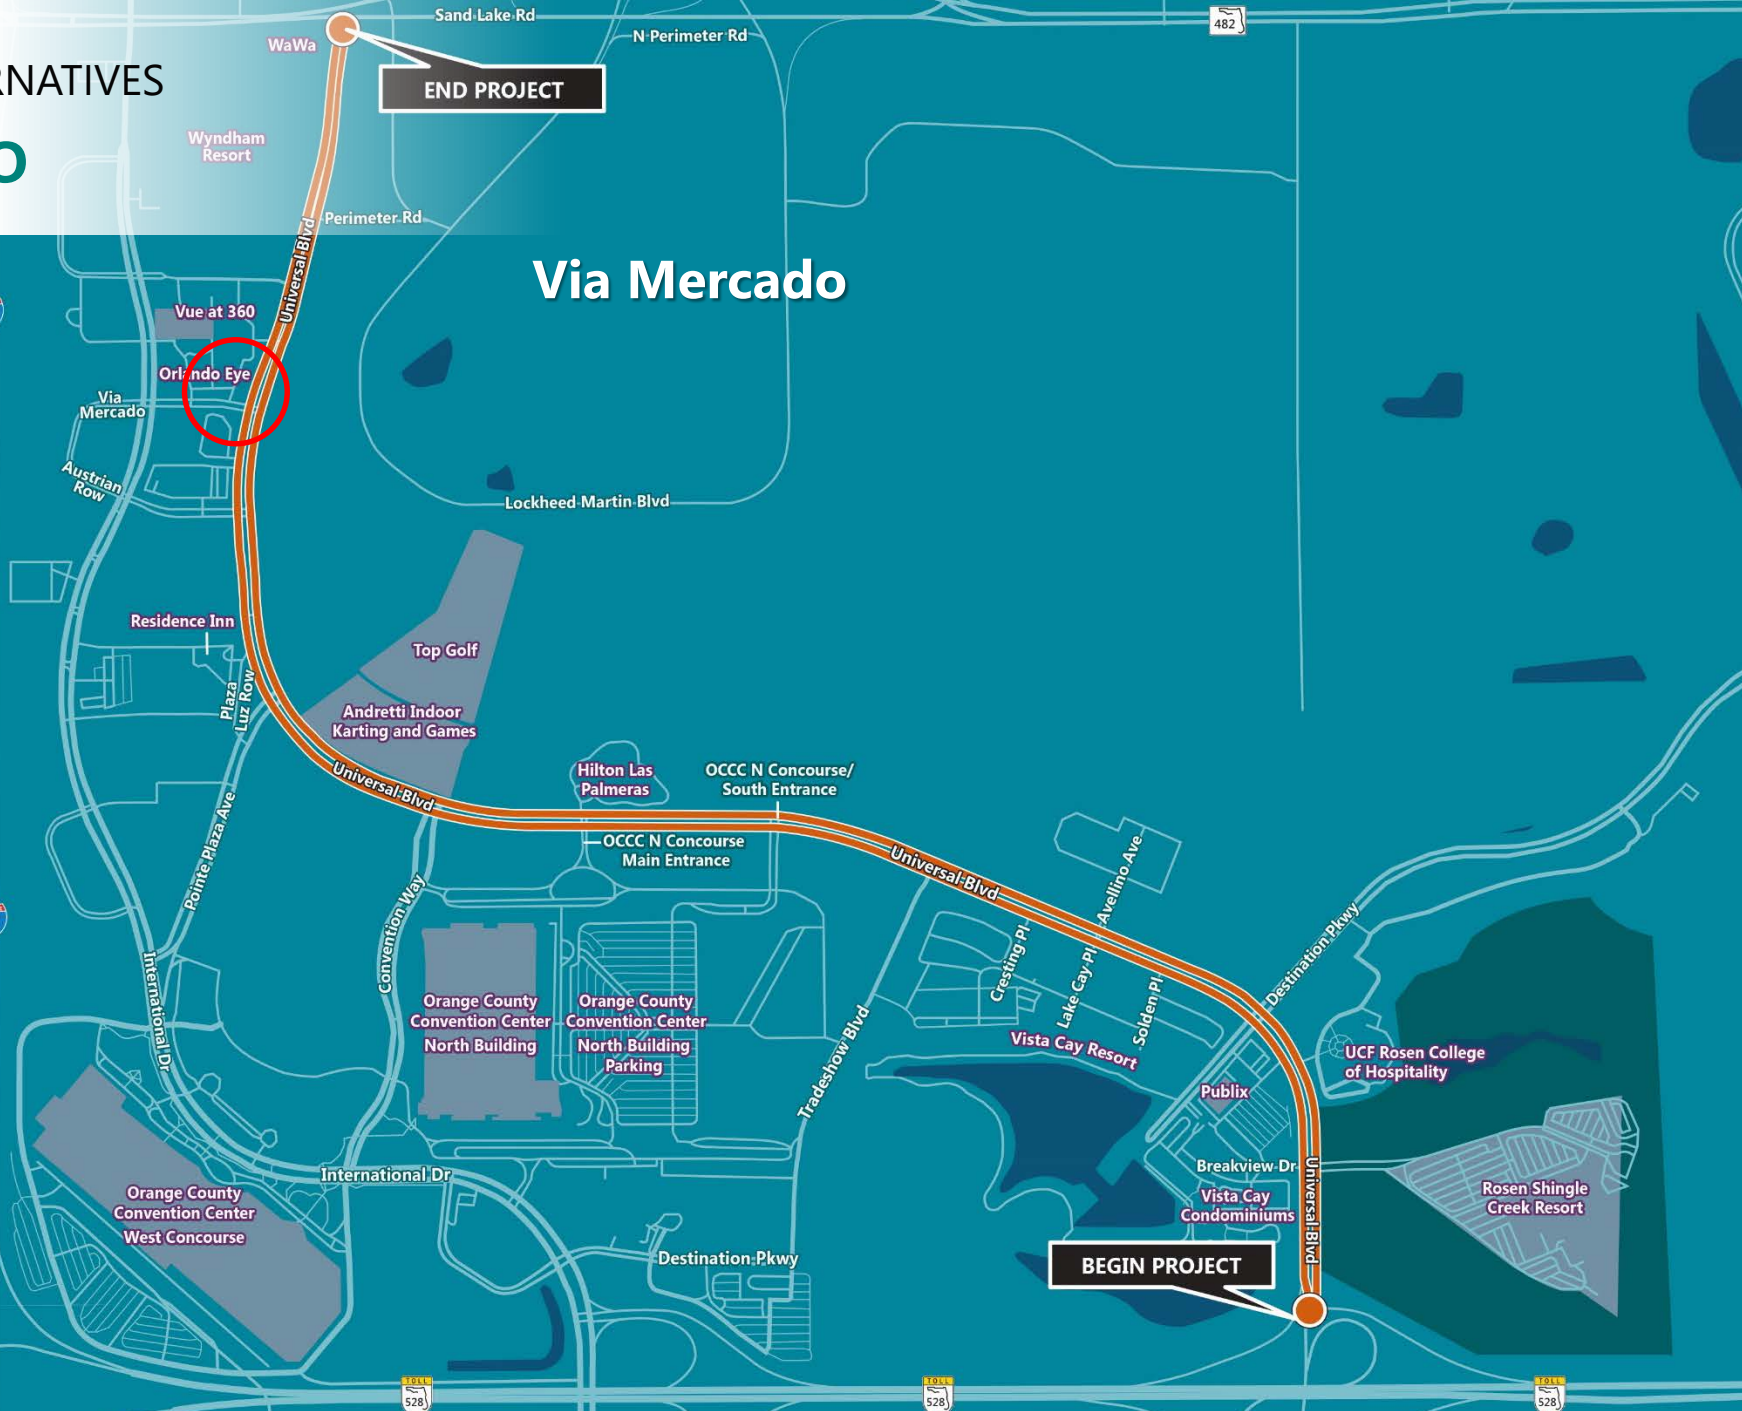 Sand Lake Rd
482
WaWa
N Perimeter Rd
RNATIVES
END PROJECT
Wyndham
Resort
O
Perimeter Rd
Universal Blvd
Via Mercado
Vue at 360
Orlando Eye
Via
Mercado
Austrian
Row
Lockheed Martin Blvd
Residence Inn
Top Golf
Plaza
Luz Row
Andretti Indoor
Karting and Games
Universal Blvd
Hilton Las
Palmeras
OCCC N Concourse/
South Entrance
OCCC N Concourse
Main Entrance
Pointe Plaza Ave
Universal Blvd
Avellino Ave
Convention Way
Cresting Pl
Lake Cay Pl
Solden Pl
Destination Pkwy
International Dr
Orange County
Convention Center
North Building
Orange County
Convention Center
North Building
Parking
Tradeshow Blvd
Vista Cay Resort
UCF Rosen College
of Hospitality
Publix
International Dr
Breakview Dr
Universal Blvd
Orange County
Convention Center
West Concourse
Vista Cay
Condominiums
Rosen Shingle
Creek Resort
Destination Pkwy
BEGIN PROJECT
TOLL
528
TOLL
528
TOLL
528